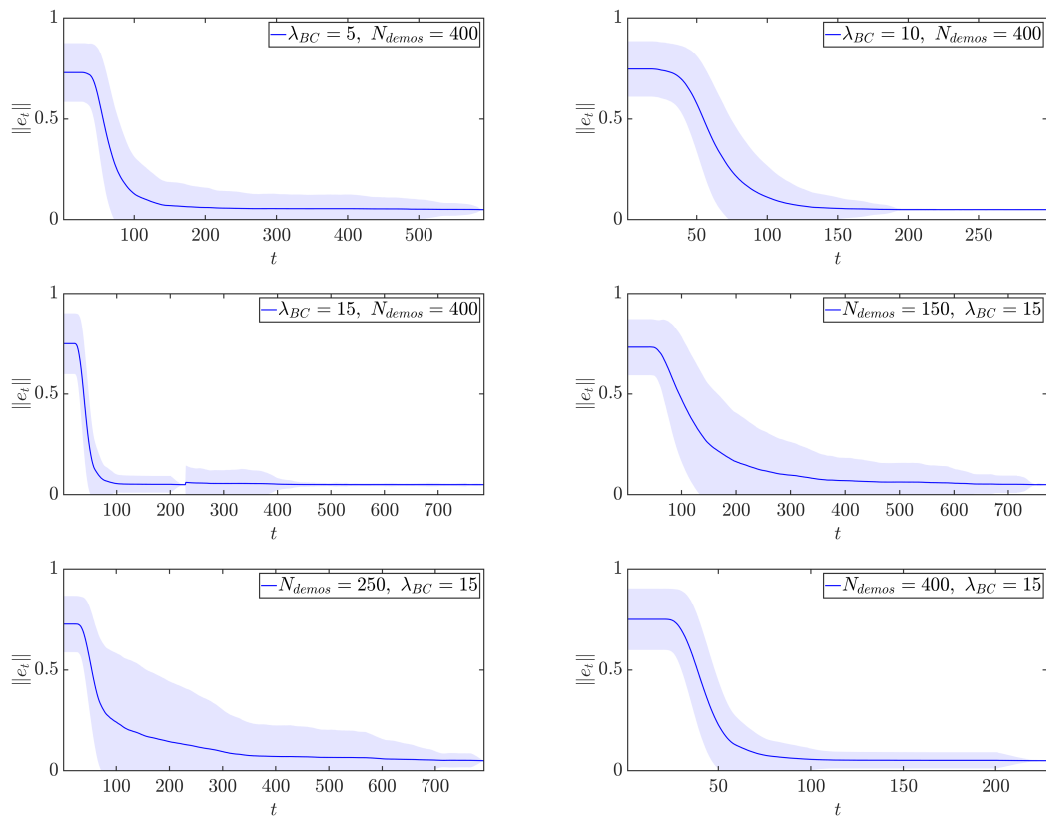 1
0.5
0
||e_t||
λ_BC = 5, N_demos = 400
100 200 300 400 500
t
1
0.5
0
||e_t||
λ_BC = 10, N_demos = 400
50 100 150 200 250
t
1
0.5
0
||e_t||
λ_BC = 15, N_demos = 400
100 200 300 400 500 600 700
t
1
0.5
0
||e_t||
N_demos = 150, λ_BC = 15
100 200 300 400 500 600 700
t
1
0.5
0
||e_t||
N_demos = 250, λ_BC = 15
100 200 300 400 500 600 700
t
1
0.5
0
||e_t||
N_demos = 400, λ_BC = 15
50 100 150 200
t